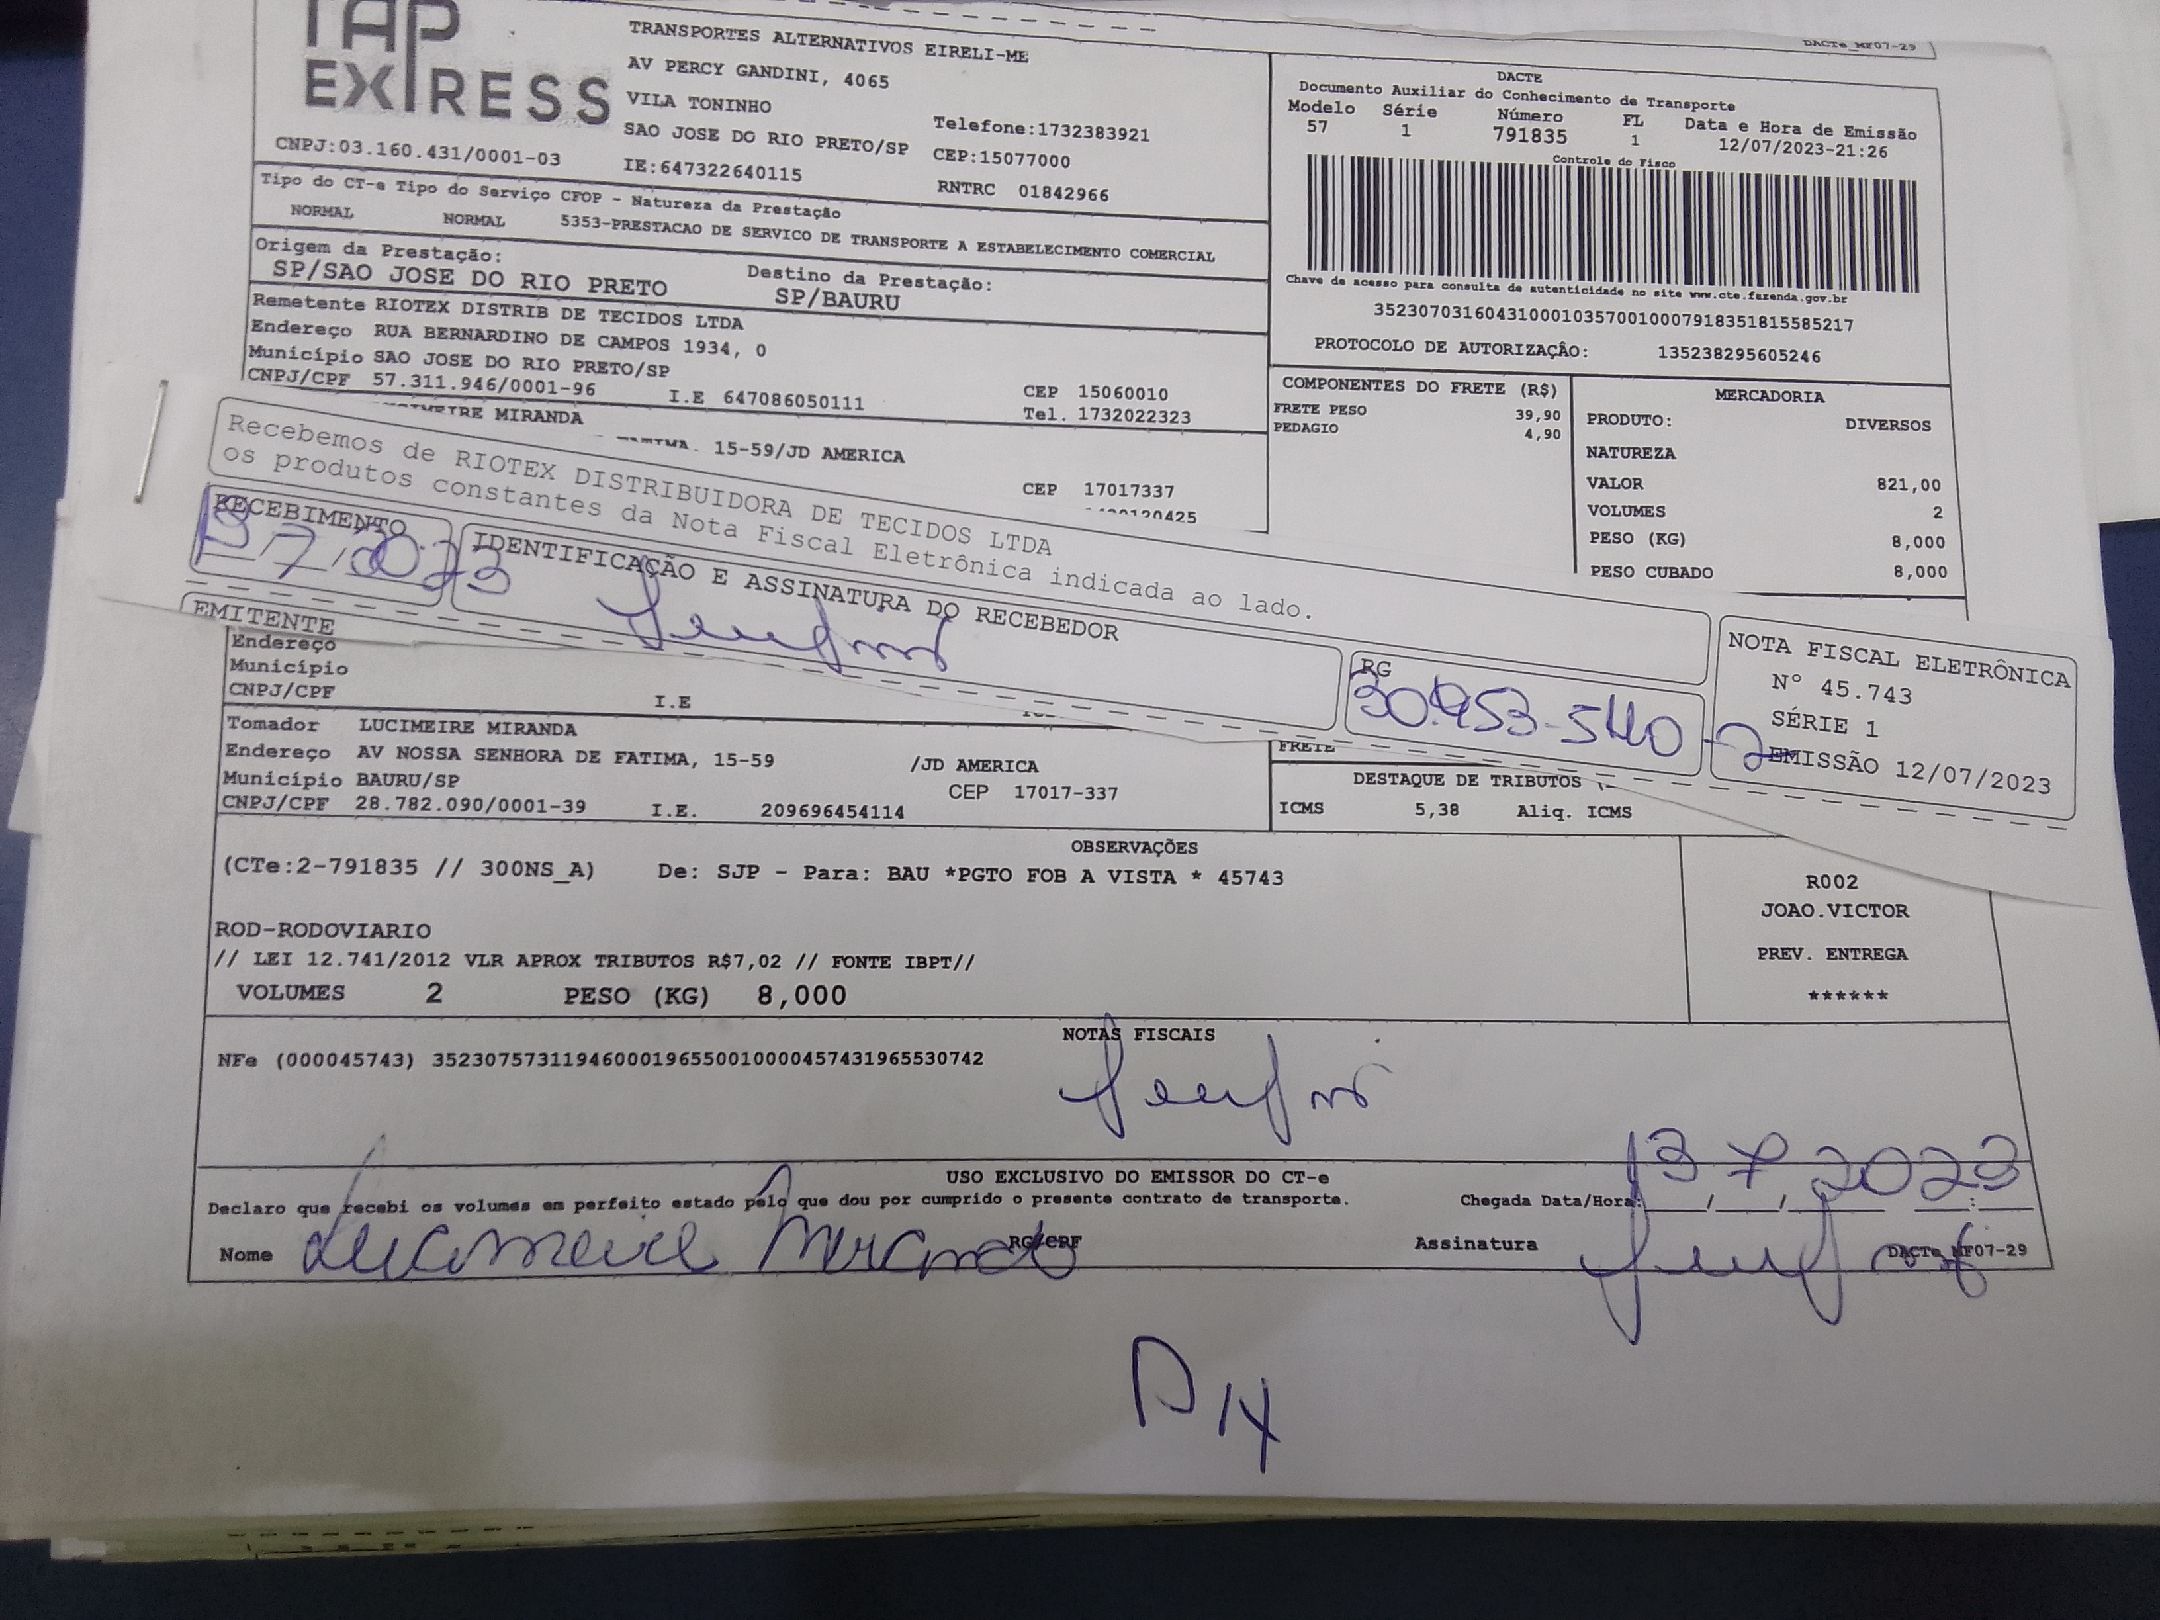 TAP
EXPRESS
TRANSPORTES ALTERNATIVOS EIRELI-ME
AV PERCY GANDINI, 4065
VILA TONINHO
SAO JOSE DO RIO PRETO/SP
Telefone:1732383921
CEP:15077000
CNPJ:03.160.431/0001-03
IE:647322640115
RNTRC 01842966
DACTe MF07-29
DACTE
Documento Auxiliar do Conhecimento de Transporte
Modelo Série Número FL Data e Hora de Emissão
57 1 791835 1 12/07/2023-21:26
Controle do Fisco
Chave de acesso para consulta de autenticidade no site www.cte.fazenda.gov.br
35230703160431000103570010007918351815585217
PROTOCOLO DE AUTORIZAÇÂO: 135238295605246
Tipo do CT-e Tipo do Serviço CFOP - Natureza da Prestação
NORMAL NORMAL 5353-PRESTACAO DE SERVICO DE TRANSPORTE A ESTABELECIMENTO COMERCIAL
Origem da Prestação: Destino da Prestação:
SP/SAO JOSE DO RIO PRETO SP/BAURU
Remetente RIOTEX DISTRIB DE TECIDOS LTDA
Endereço RUA BERNARDINO DE CAMPOS 1934, 0
Município SAO JOSE DO RIO PRETO/SP
CEP 15060010
CNPJ/CPF 57.311.946/0001-96 I.E 647086050111 Tel. 1732022323
MIRANDA
15-59/JD AMERICA
CEP 17017337
COMPONENTES DO FRETE (R$)
FRETE PESO 39,90
PEDAGIO 4,90
MERCADORIA
PRODUTO: DIVERSOS
NATUREZA
VALOR 821,00
VOLUMES 2
PESO (KG) 8,000
PESO CUBADO 8,000
Recebemos de RIOTEX DISTRIBUIDORA DE TECIDOS LTDA
os produtos constantes da Nota Fiscal Eletrônica indicada ao lado.
RECEBIMENTO
13/7/2023
IDENTIFICAÇÃO E ASSINATURA DO RECEBEDOR
RG
30.953-540-2
NOTA FISCAL ELETRÔNICA
N° 45.743
SÉRIE 1
EMISSÃO 12/07/2023
EMITENTE
Endereço
Município
CNPJ/CPF I.E
Tomador LUCIMEIRE MIRANDA
Endereço AV NOSSA SENHORA DE FATIMA, 15-59 /JD AMERICA
Município BAURU/SP CEP 17017-337
CNPJ/CPF 28.782.090/0001-39 I.E. 209696454114
FRETE
DESTAQUE DE TRIBUTOS
ICMS 5,38 Aliq. ICMS
OBSERVAÇÕES
(CTe:2-791835 // 300NS_A) De: SJP - Para: BAU *PGTO FOB A VISTA * 45743
ROD-RODOVIARIO
// LEI 12.741/2012 VLR APROX TRIBUTOS R$7,02 // FONTE IBPT//
VOLUMES 2 PESO (KG) 8,000
R002
JOAO.VICTOR
PREV. ENTREGA
******
NOTAS FISCAIS
NFe (000045743) 35230757311946000196550010000457431965530742
USO EXCLUSIVO DO EMISSOR DO CT-e
Declaro que recebi os volumes em perfeito estado pelo que dou por cumprido o presente contrato de transporte.
Chegada Data/Hora: 13/7/2023
Nome Lucimeire Miranda RG/CPF
Assinatura
DACTe MF07-29
PIX